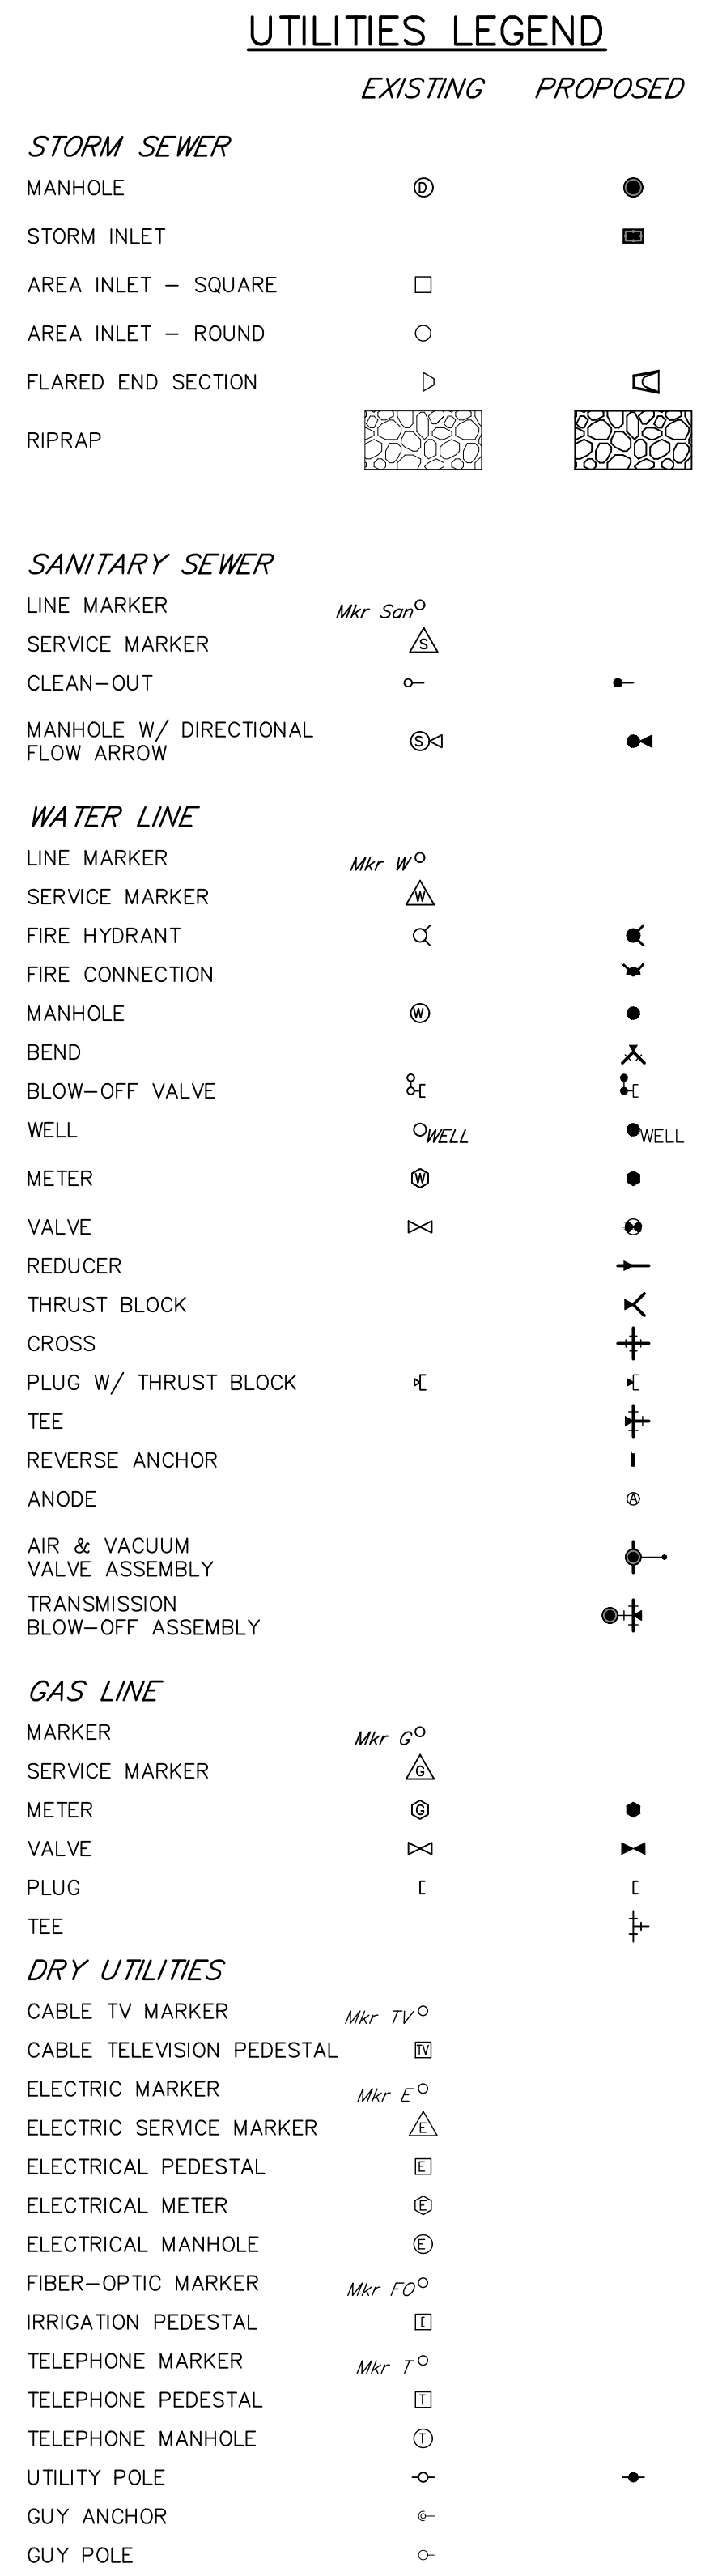 UTILITIES LEGEND
EXISTING PROPOSED
STORM SEWER
MANHOLE D
STORM INLET
AREA INLET - SQUARE
AREA INLET - ROUND
FLARED END SECTION
RIPRAP
SANITARY SEWER
LINE MARKER Mkr San
SERVICE MARKER S
CLEAN-OUT
MANHOLE W/ DIRECTIONAL
FLOW ARROW S
WATER LINE
LINE MARKER Mkr W
SERVICE MARKER W
FIRE HYDRANT
FIRE CONNECTION
MANHOLE W
BEND
BLOW-OFF VALVE
WELL WELL WELL
METER W
VALVE
REDUCER
THRUST BLOCK
CROSS
PLUG W/ THRUST BLOCK
TEE
REVERSE ANCHOR
ANODE A
AIR & VACUUM
VALVE ASSEMBLY
TRANSMISSION
BLOW-OFF ASSEMBLY
GAS LINE
MARKER Mkr G
SERVICE MARKER G
METER G
VALVE
PLUG
TEE
DRY UTILITIES
CABLE TV MARKER Mkr TV
CABLE TELEVISION PEDESTAL TV
ELECTRIC MARKER Mkr E
ELECTRIC SERVICE MARKER E
ELECTRICAL PEDESTAL E
ELECTRICAL METER E
ELECTRICAL MANHOLE E
FIBER-OPTIC MARKER Mkr FO
IRRIGATION PEDESTAL
TELEPHONE MARKER Mkr T
TELEPHONE PEDESTAL T
TELEPHONE MANHOLE T
UTILITY POLE
GUY ANCHOR
GUY POLE